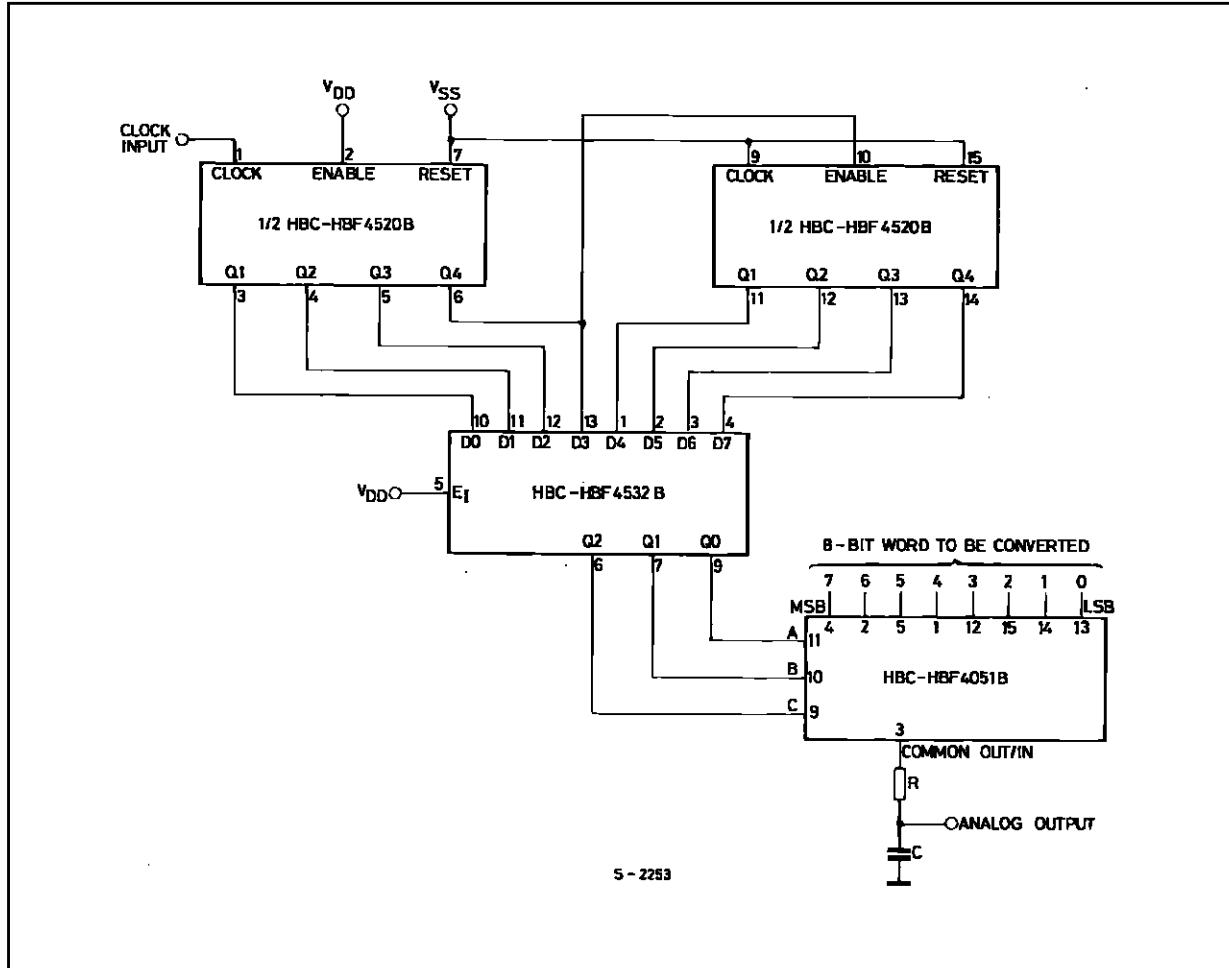 VDD
VSS
CLOCK
INPUT
1
2
7
CLOCK
ENABLE
RESET
1/2 HBC-HBF4520B
Q1
Q2
Q3
Q4
3
4
5
6
9
10
15
CLOCK
ENABLE
RESET
1/2 HBC-HBF4520B
Q1
Q2
Q3
Q4
11
12
13
14
10
11
12
13
1
2
3
4
D0
D1
D2
D3
D4
D5
D6
D7
VDD
5
EI
HBC-HBF4532B
Q2
Q1
Q0
6
7
9
8-BIT WORD TO BE CONVERTED
7
6
5
4
3
2
1
0
MSB
LSB
4
2
5
1
12
15
14
13
A
11
B
10
C
9
HBC-HBF4051B
3
COMMON OUT/IN
R
ANALOG OUTPUT
C
S-2253